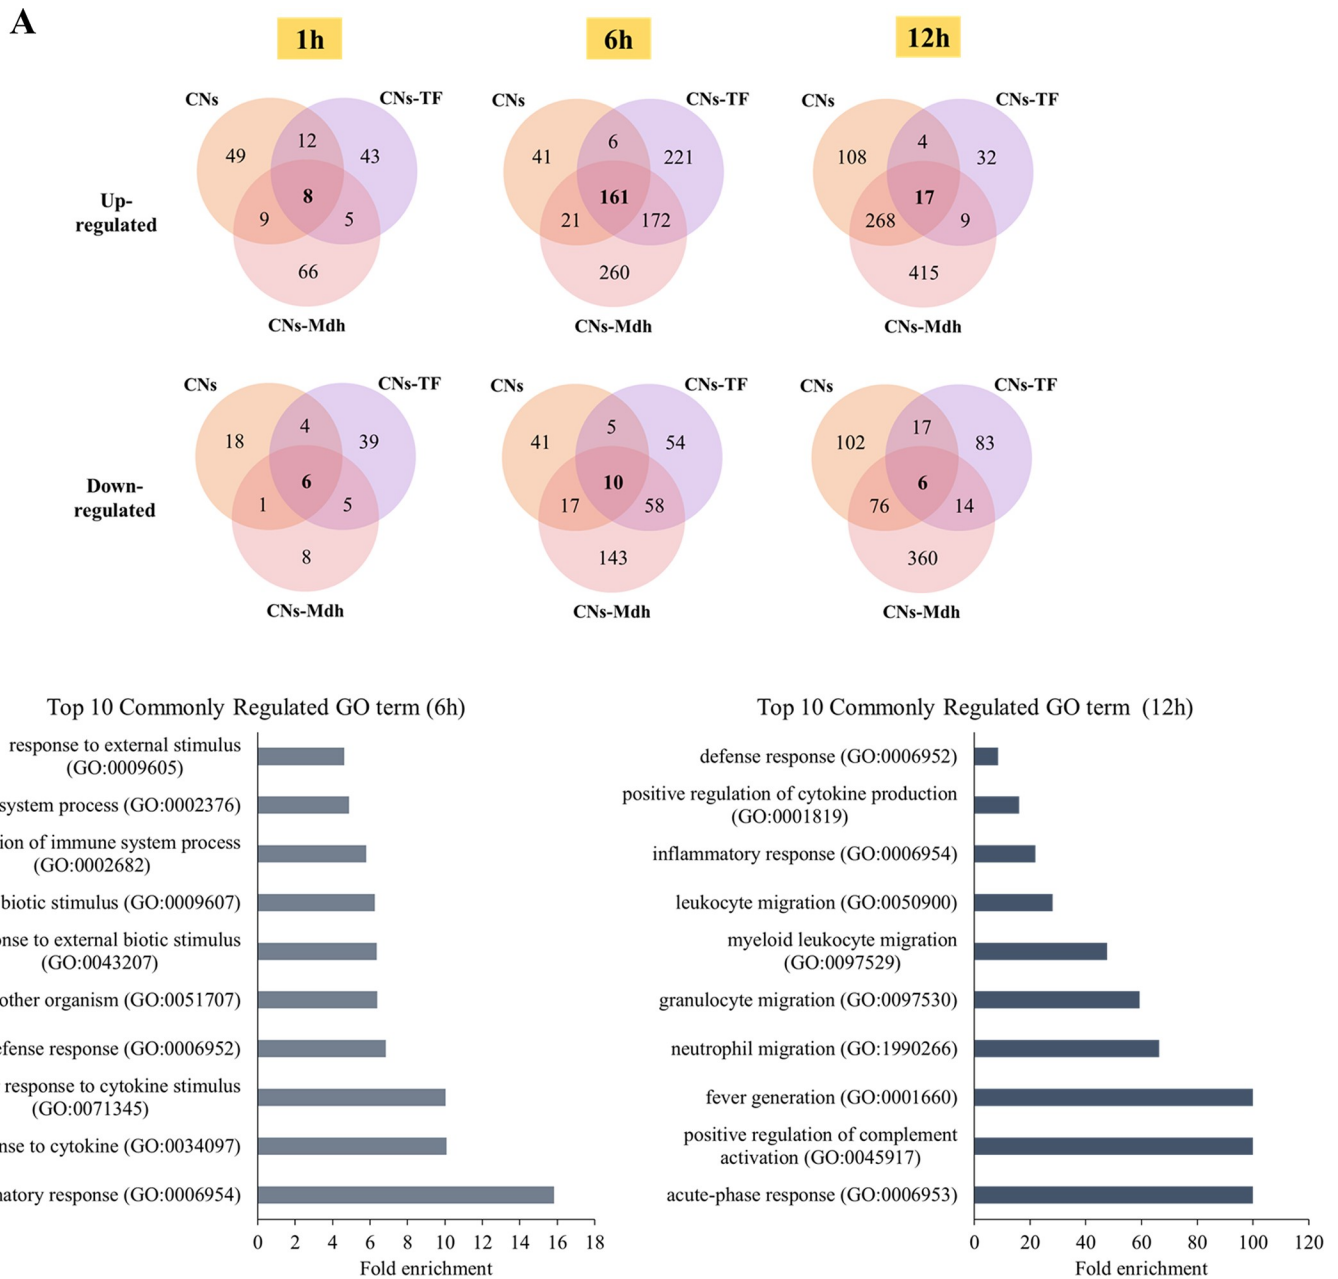 A
1h
6h
12h
CNs
CNs-TF
49
12
43
8
9
5
66
CNs-Mdh
CNs
CNs-TF
41
6
221
161
21
172
260
CNs-Mdh
CNs
CNs-TF
108
4
32
17
268
9
415
CNs-Mdh
Up-
regulated
CNs
CNs-TF
18
4
39
6
1
5
8
CNs-Mdh
CNs
CNs-TF
41
5
54
10
17
58
143
CNs-Mdh
CNs
CNs-TF
102
17
83
6
76
14
360
CNs-Mdh
Down-
regulated
Top 10 Commonly Regulated GO term (6h)
response to external stimulus
(GO:0009605)
system process (GO:0002376)
ion of immune system process
(GO:0002682)
biotic stimulus (GO:0009607)
nse to external biotic stimulus
(GO:0043207)
other organism (GO:0051707)
efense response (GO:0006952)
response to cytokine stimulus
(GO:0071345)
nse to cytokine (GO:0034097)
natory response (GO:0006954)
0 2 4 6 8 10 12 14 16 18
Fold enrichment
Top 10 Commonly Regulated GO term (12h)
defense response (GO:0006952)
positive regulation of cytokine production
(GO:0001819)
inflammatory response (GO:0006954)
leukocyte migration (GO:0050900)
myeloid leukocyte migration
(GO:0097529)
granulocyte migration (GO:0097530)
neutrophil migration (GO:1990266)
fever generation (GO:0001660)
positive regulation of complement
activation (GO:0045917)
acute-phase response (GO:0006953)
0 20 40 60 80 100 120
Fold enrichment